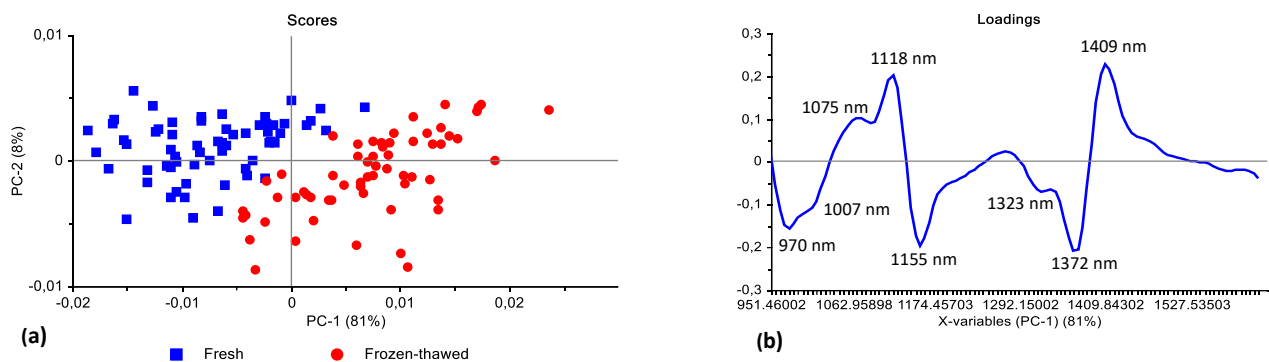 Scores
0,01
0
-0,01
PC-2 (8%)
-0,02
-0,01
0
0,01
0,02
PC-1 (81%)
(a)
Fresh
Frozen-thawed
Loadings
0,3
0,2
0,1
0
-0,1
-0,2
-0,3
1409 nm
1118 nm
1075 nm
1007 nm
970 nm
1155 nm
1323 nm
1372 nm
951.46002
1062.95898
1174.45703
1292.15002
1409.84302
1527.53503
X-variables (PC-1) (81%)
(b)